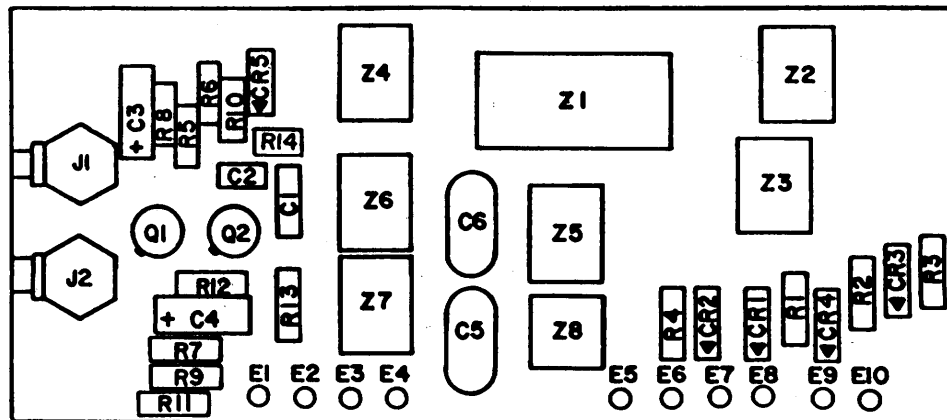 C3
+
R8
R5
R6
R10
CR5
R14
Z4
Z1
Z2
J1
C2
C1
Z6
C6
Z5
Z3
Q1
Q2
J2
R12
+ C4
R13
Z7
C5
Z8
R4
CR2
CR1
R1
CR4
R2
CR3
R3
R7
R9
R11
E1 E2 E3 E4 E5 E6 E7 E8 E9 E10